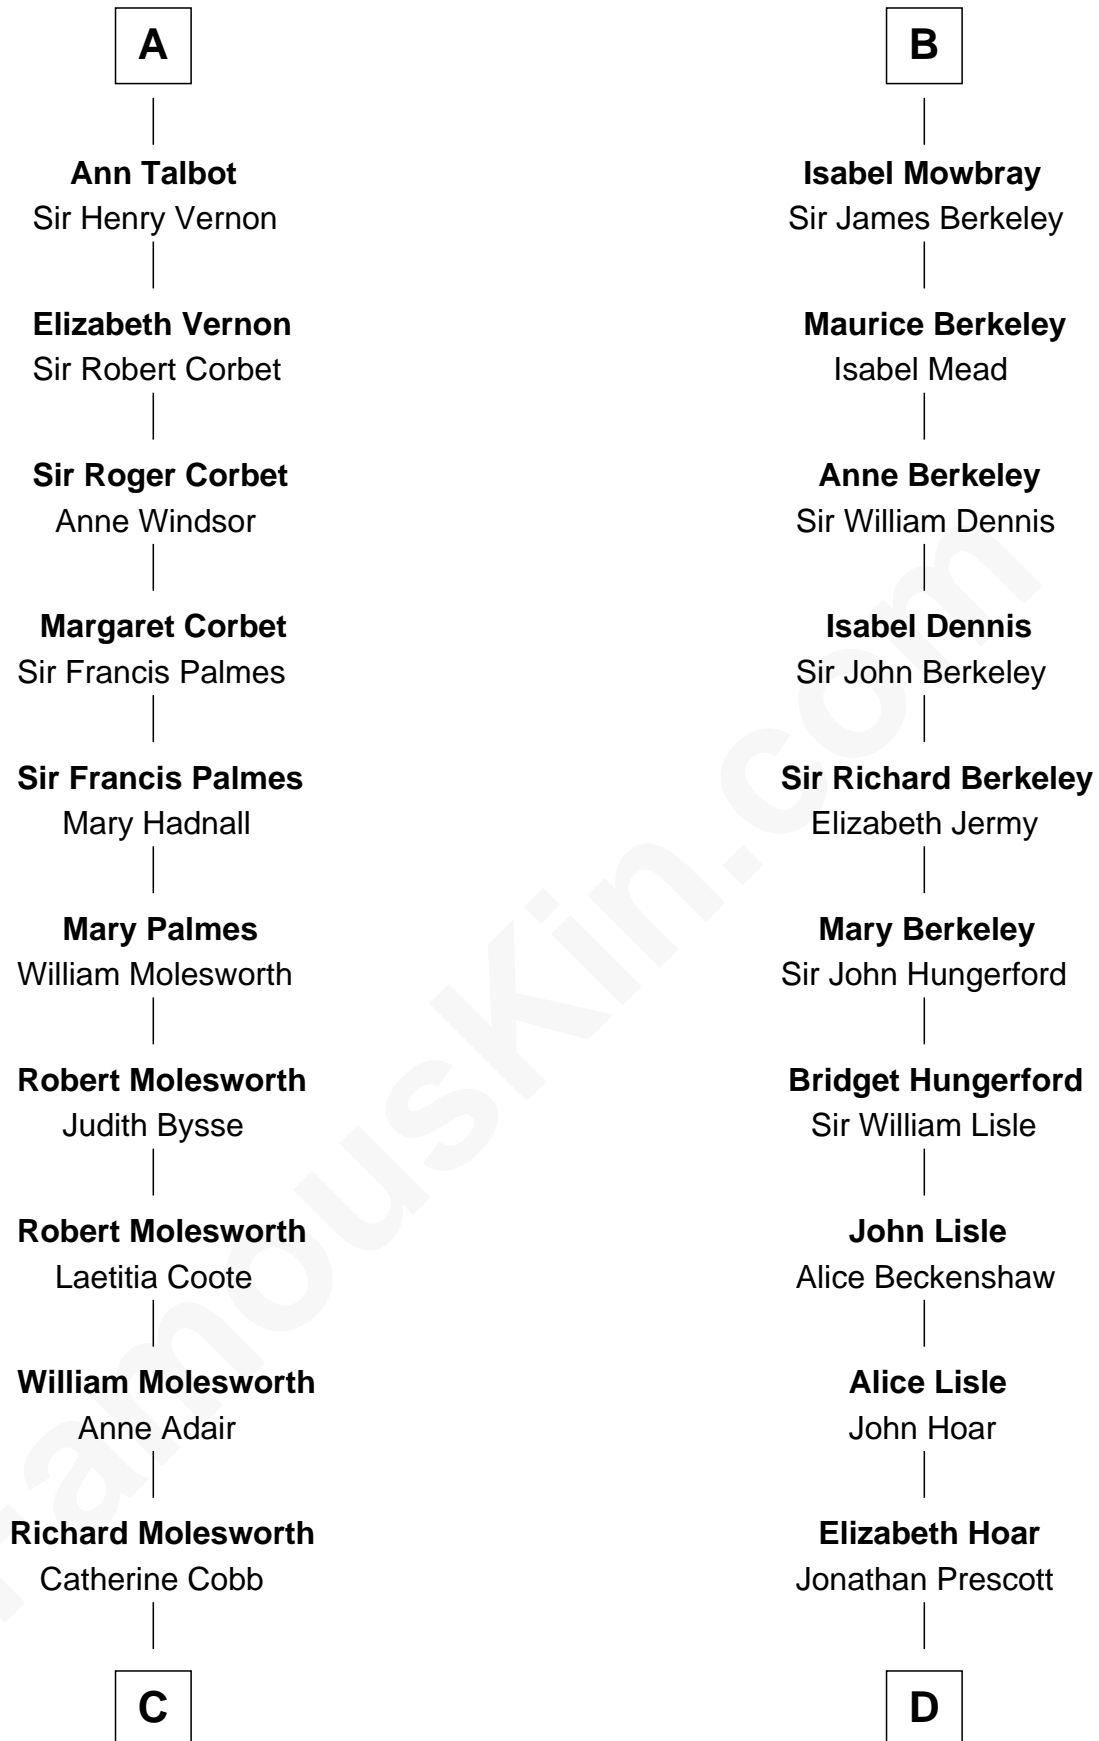 A
Ann Talbot
Sir Henry Vernon
Elizabeth Vernon
Sir Robert Corbet
Sir Roger Corbet
Anne Windsor
Margaret Corbet
Sir Francis Palmes
Sir Francis Palmes
Mary Hadnall
Mary Palmes
William Molesworth
Robert Molesworth
Judith Bysse
Robert Molesworth
Laetitia Coote
William Molesworth
Anne Adair
Richard Molesworth
Catherine Cobb
C
B
Isabel Mowbray
Sir James Berkeley
Maurice Berkeley
Isabel Mead
Anne Berkeley
Sir William Dennis
Isabel Dennis
Sir John Berkeley
Sir Richard Berkeley
Elizabeth Jermy
Mary Berkeley
Sir John Hungerford
Bridget Hungerford
Sir William Lisle
John Lisle
Alice Beckenshaw
Alice Lisle
John Hoar
Elizabeth Hoar
Jonathan Prescott
D
FamousKin.com